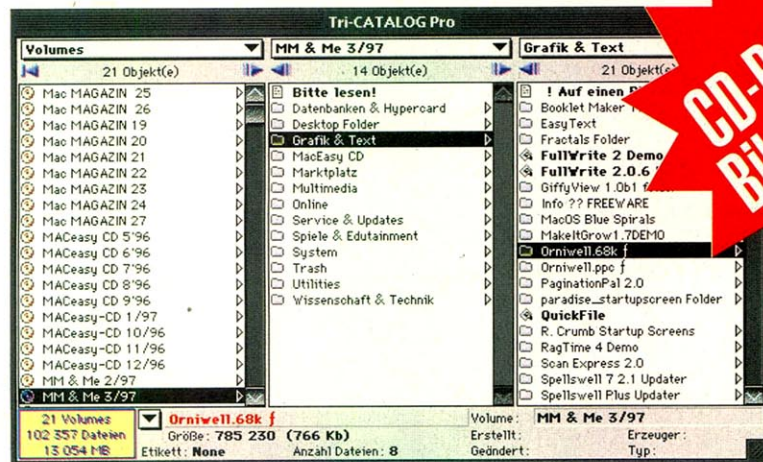 Tri-CATALOG Pro
Volumes
21 Objekt(e)
Mac MAGAZIN 25
Mac MAGAZIN 26
Mac MAGAZIN 19
Mac MAGAZIN 20
Mac MAGAZIN 21
Mac MAGAZIN 22
Mac MAGAZIN 23
Mac MAGAZIN 24
Mac MAGAZIN 27
MACeasy CD 5'96
MACeasy CD 6'96
MACeasy CD 7'96
MACeasy CD 8'96
MACeasy CD 9'96
MACeasy-CD 1/97
MACeasy-CD 10/96
MACeasy-CD 11/96
MACeasy-CD 12/96
MM & Me 2/97
MM & Me 3/97
MM & Me 3/97
14 Objekt(e)
Bitte lesen!
Datenbanken & Hypercard
Desktop Folder
Grafik & Text
MacEasy CD
Marktplatz
Multimedia
Online
Service & Updates
Spiele & Edutainment
System
Trash
Utilities
Wissenschaft & Technik
Grafik & Text
21 Objekt(e)
! Auf einen
Booklet Maker
EasyText
Fractals Folder
FullWrite 2 Demo
FullWrite 2.0.6
GiffyView 1.0b1
Info ?? FREEWARE
MacOS Blue Spirals
MakeItGrow1.7DEMO
Orniwell.68k ƒ
Orniwell.ppc ƒ
PaginationPal 2.0
paradise_startupscreen Folder
QuickFile
R. Crumb Startup Screens
RagTime 4 Demo
Scan Express 2.0
Spellswell 7 2.1 Updater
Spellswell Plus Updater
21 Volumes
102 357 Dateien
13 054 MB
Orniwell.68k ƒ
Größe: 785 230 (766 Kb)
Etikett: None
Anzahl Dateien: 8
Volume: MM & Me 3/97
Erstellt:
Erzeuger:
Geändert:
Typ: